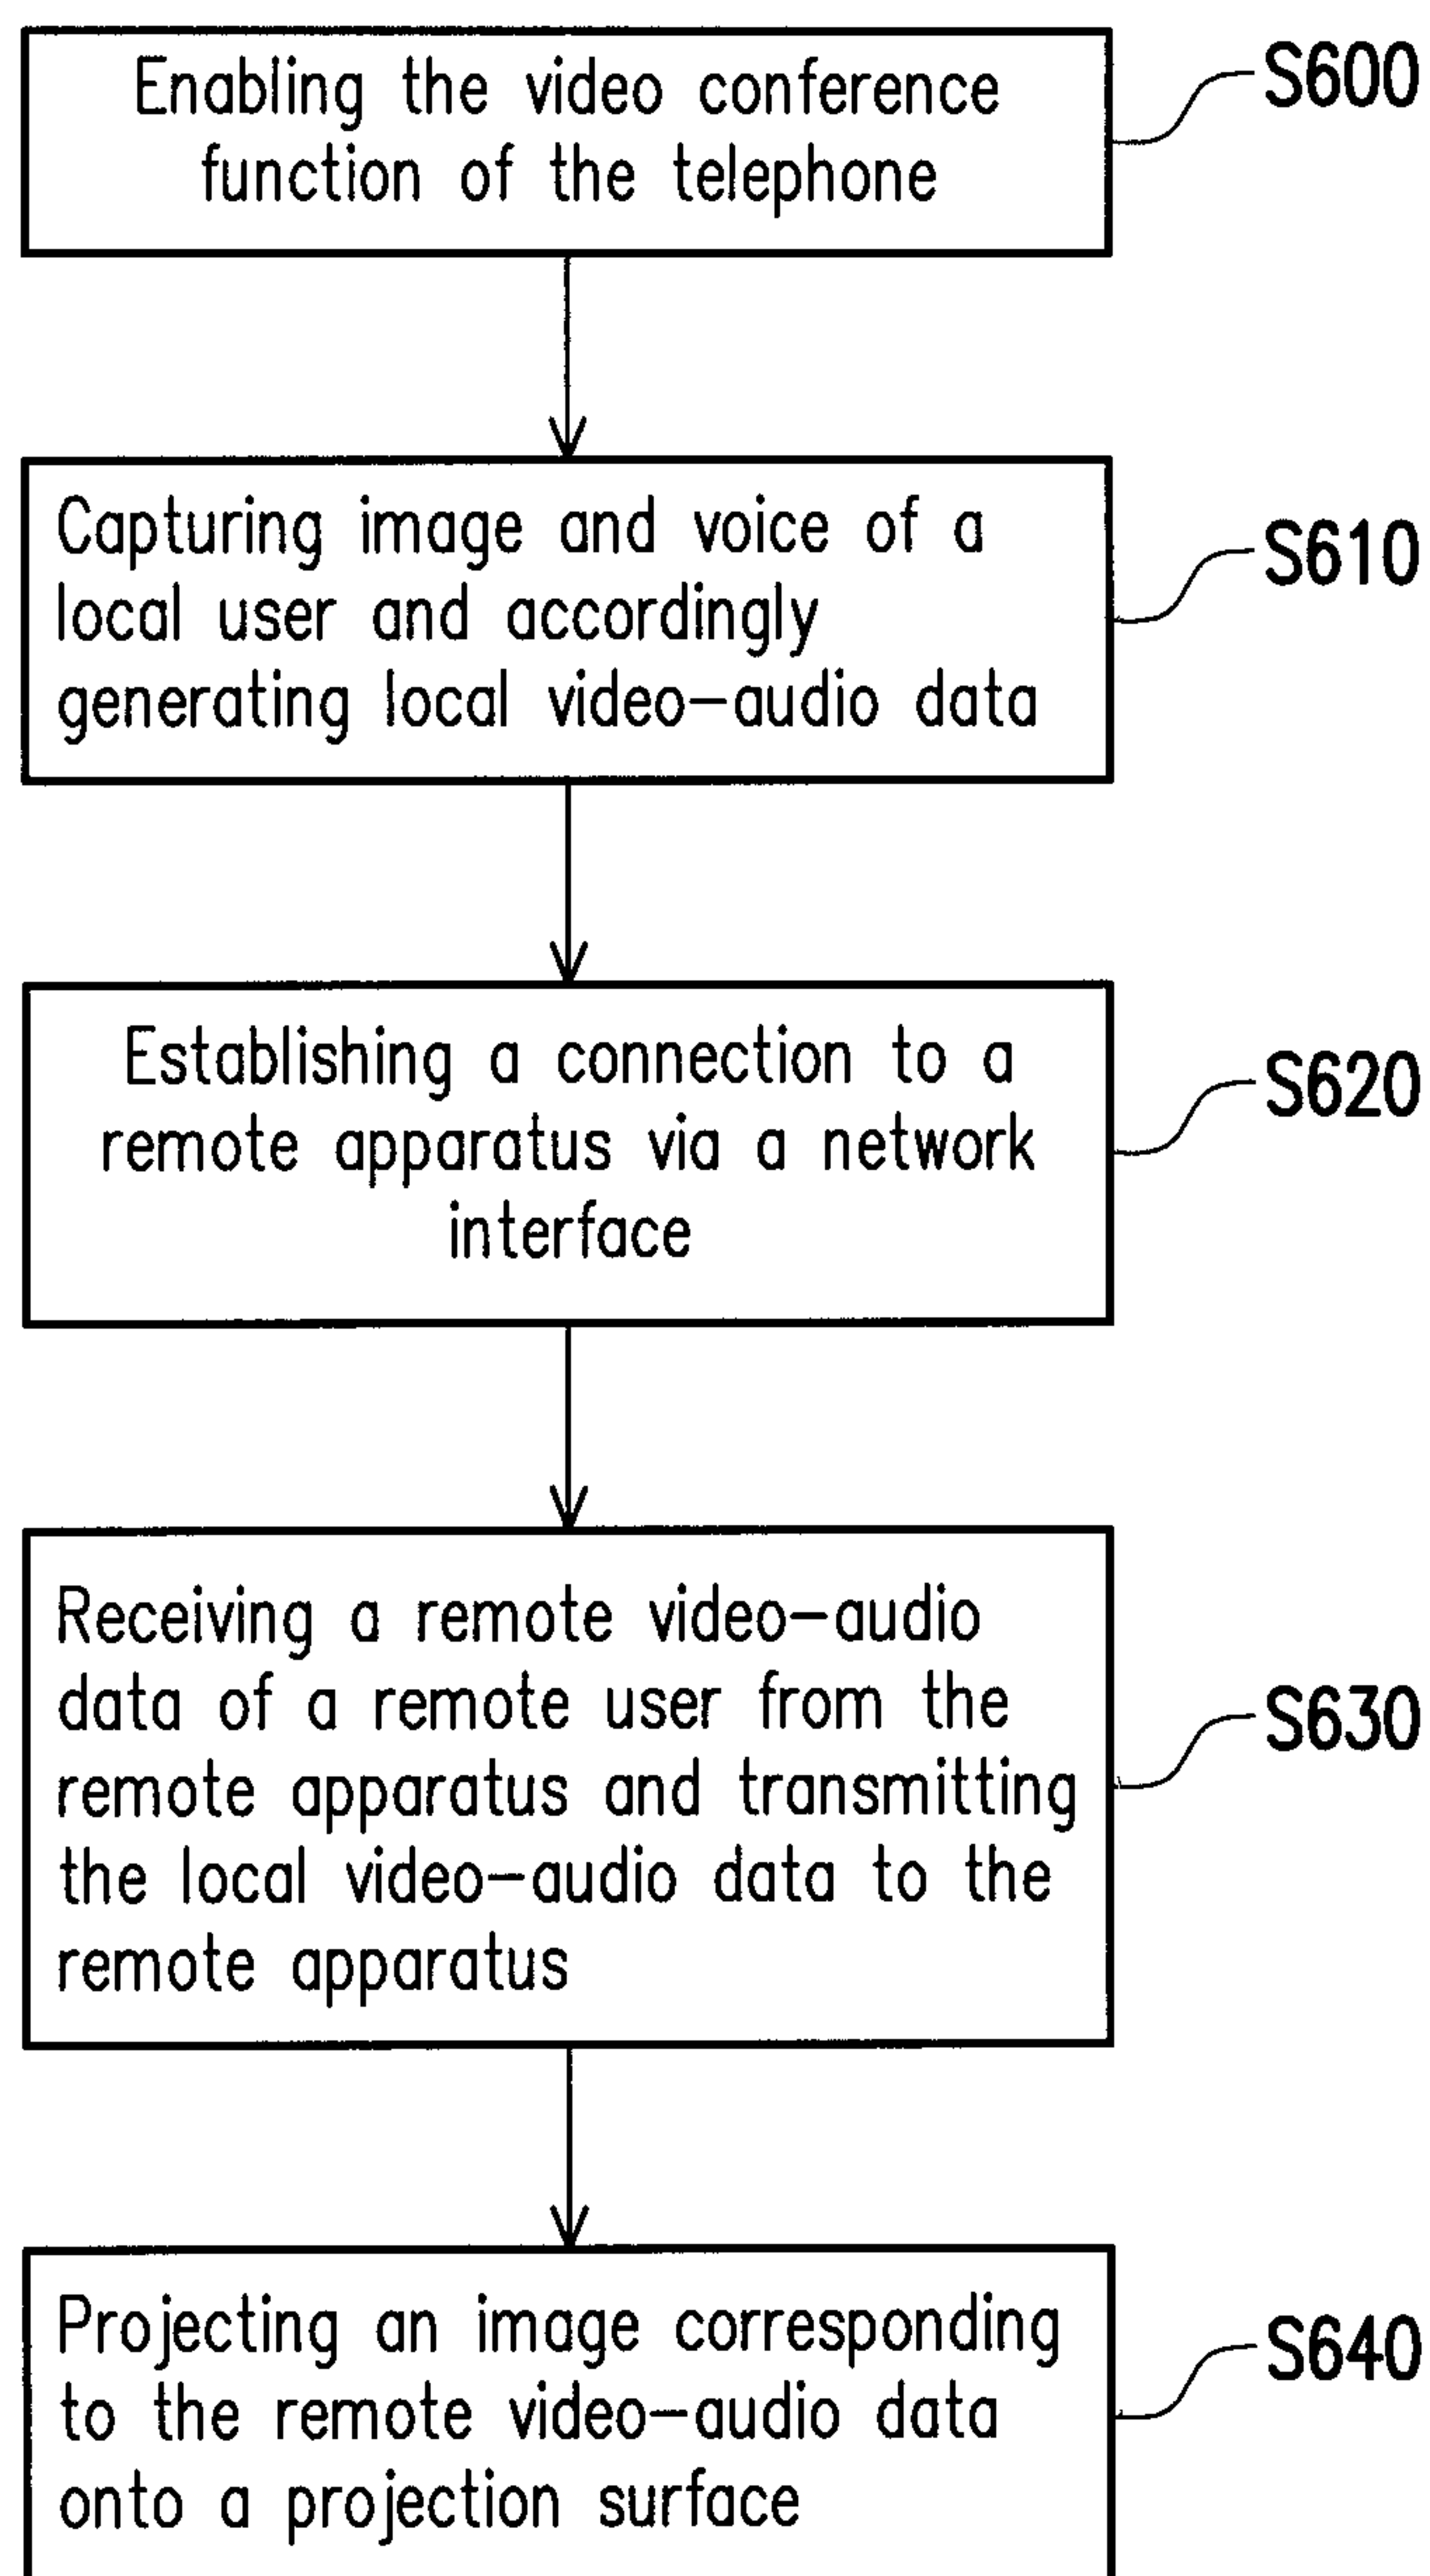 Enabling the video conference
function of the telephone
S600
Capturing image and voice of a
local user and accordingly
generating local video-audio data
S610
Establishing a connection to a
remote apparatus via a network
interface
S620
Receiving a remote video-audio
data of a remote user from the
remote apparatus and transmitting
the local video-audio data to the
remote apparatus
S630
Projecting an image corresponding
to the remote video-audio data
onto a projection surface
S640